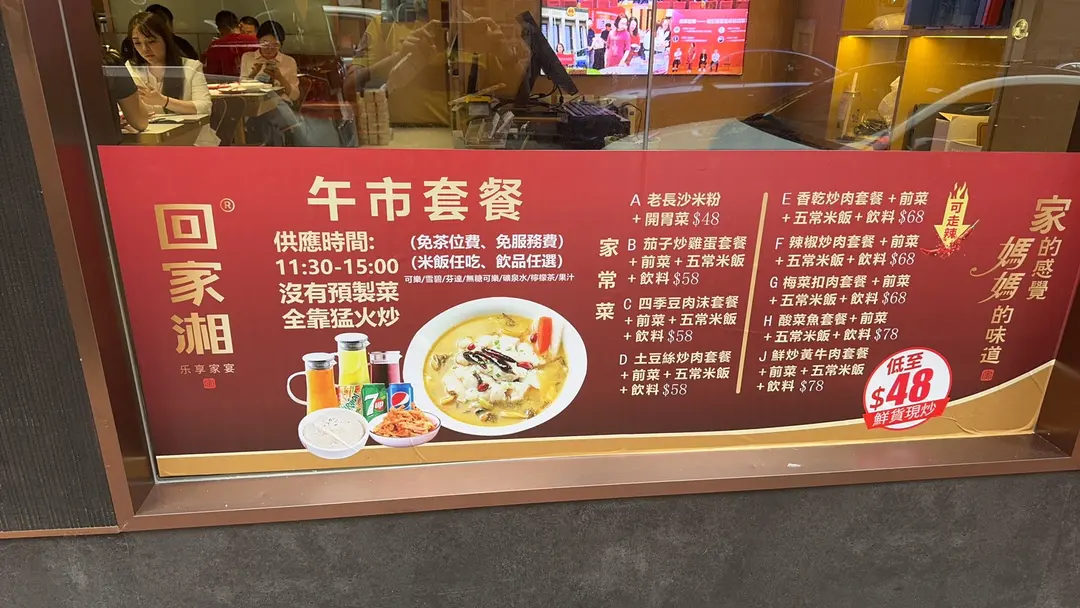 回家湘®
乐享家宴
午市套餐
供應時間:
11:30-15:00
沒有預製菜
全靠猛火炒
(免茶位費、免服務費)
(米飯任吃、飲品任選)
可樂/雪碧/芬達/無糖可樂/礦泉水/檸檬茶/果汁
7
家常菜
A 老長沙米粉
+開胃菜 $48
B 茄子炒雞蛋套餐
+前菜+五常米飯
+飲料 $58
C 四季豆肉沫套餐
+前菜+五常米飯
+飲料 $58
D 土豆絲炒肉套餐
+前菜+五常米飯
+飲料 $58
E 香乾炒肉套餐+前菜
+五常米飯+飲料 $68
F 辣椒炒肉套餐+前菜
+五常米飯+飲料 $68
G 梅菜扣肉套餐+前菜
+五常米飯+飲料 $68
H 酸菜魚套餐+前菜
+五常米飯+飲料 $78
J 鮮炒黃牛肉套餐
+前菜+五常米飯
+飲料 $78
可走辣
低至
$48
鮮貨現炒
家的感覺
媽媽的味道